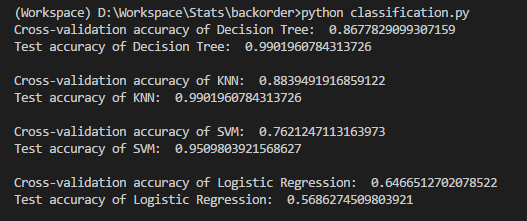 (Workspace) D:\Workspace\Stats\backorder>python classification.py
Cross-validation accuracy of Decision Tree:  0.8677829099307159
Test accuracy of Decision Tree:  0.9901960784313726
Cross-validation accuracy of KNN:  0.8839491916859122
Test accuracy of KNN:  0.9901960784313726
Cross-validation accuracy of SVM:  0.7621247113163973
Test accuracy of SVM:  0.9509803921568627
Cross-validation accuracy of Logistic Regression:  0.6466512702078522
Test accuracy of Logistic Regression:  0.5686274509803921